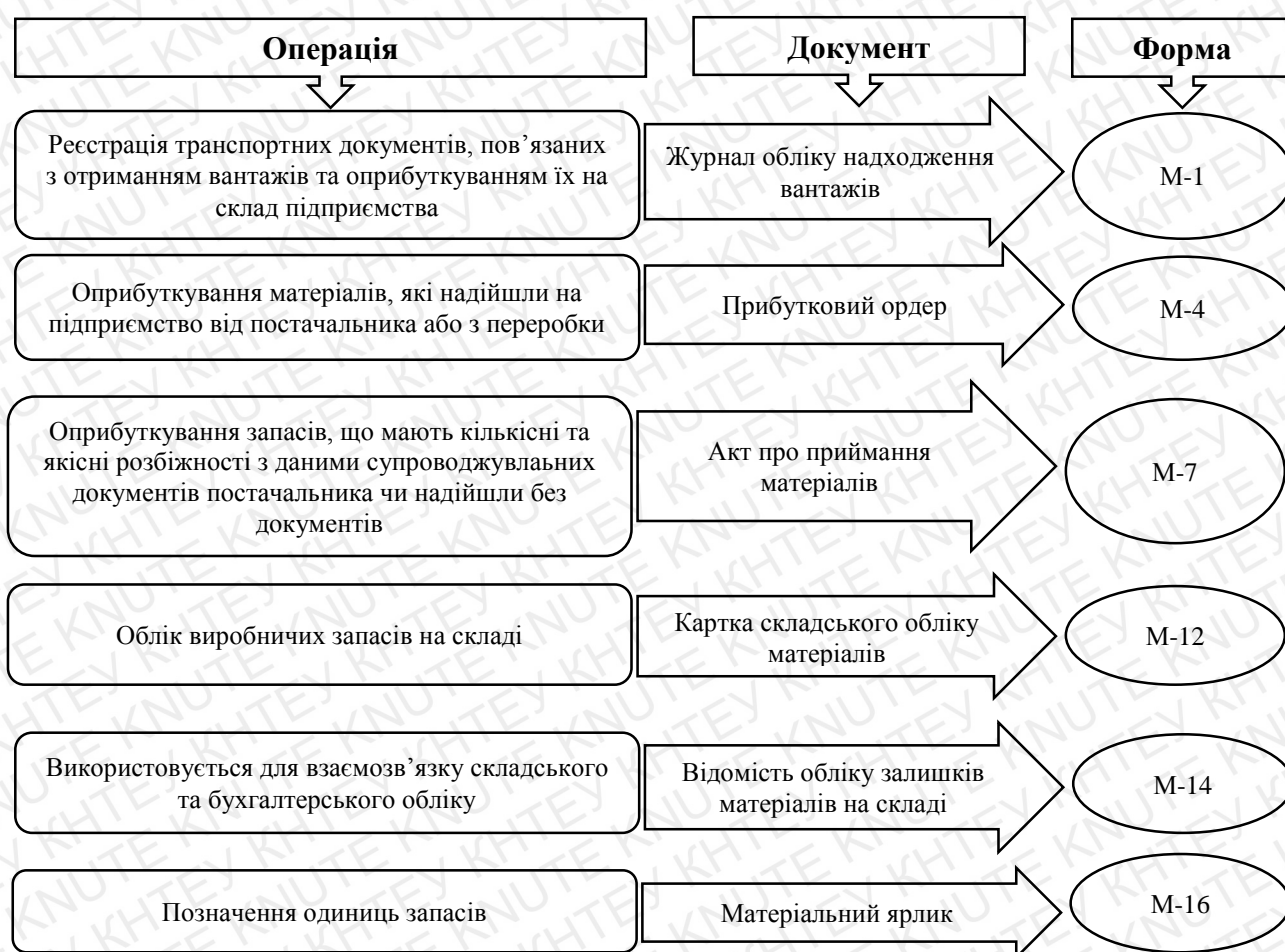 Операція
Документ
Форма
Реєстрація транспортних документів, пов’язаних
з отриманням вантажів та оприбуткуванням їх на
склад підприємства
Журнал обліку надходження
вантажів
М-1
Оприбуткування матеріалів, які надійшли на
підприємство від постачальника або з переробки
Прибутковий ордер
М-4
Оприбуткування запасів, що мають кількісні та
якісні розбіжності з даними супроводжувлаьних
документів постачальника чи надійшли без
документів
Акт про приймання
матеріалів
М-7
Облік виробничих запасів на складі
Картка складського обліку
матеріалів
М-12
Використовується для взаємозв’язку складського
та бухгалтерського обліку
Відомість обліку залишків
матеріалів на складі
М-14
Позначення одиниць запасів
Матеріальний ярлик
М-16